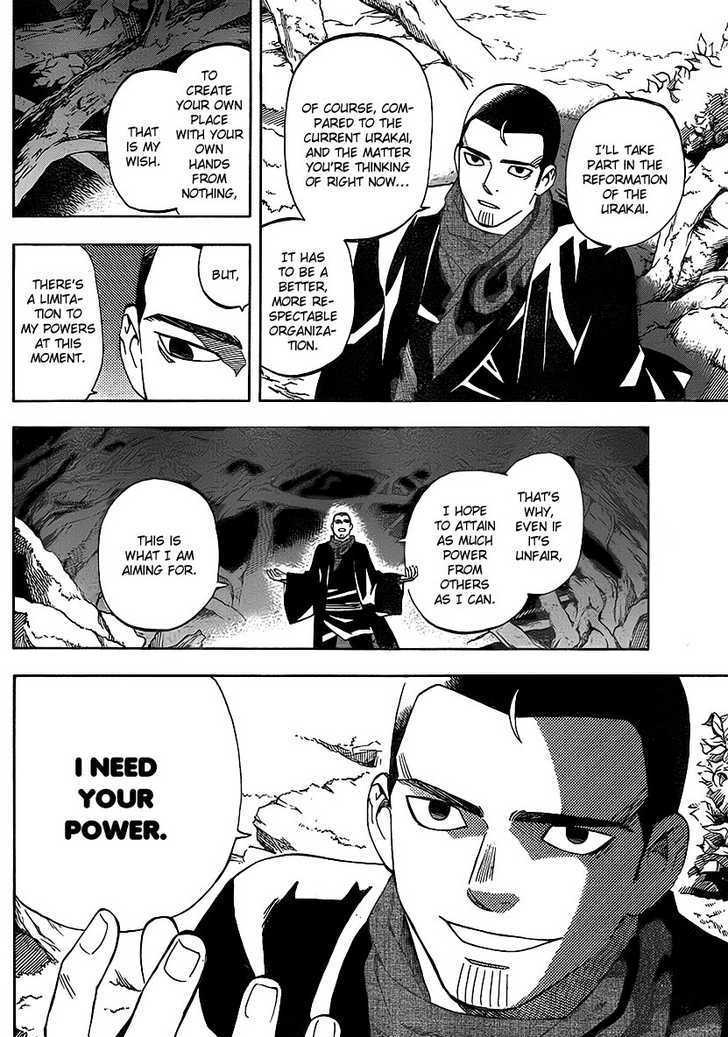 I'LL TAKE
PART IN THE
REFORMATION
OF THE
URAKAI.
OF COURSE, COM-
PARED TO THE
CURRENT URAKAI,
AND THE MATTER
YOU'RE THINKING
OF RIGHT NOW...
IT HAS
TO BE A
BETTER,
MORE RE-
SPECTABLE
ORGANIZA-
TION.
TO
CREATE
YOUR OWN
PLACE
WITH YOUR
OWN
HANDS
FROM
NOTHING,
THAT
IS MY
WISH.
BUT,
THERE'S
A LIMITA-
TION TO
MY POWERS
AT THIS
MOMENT.
THAT'S
WHY,
EVEN IF
IT'S
UNFAIR,
I HOPE
TO ATTAIN
AS MUCH
POWER
FROM
OTHERS
AS I CAN.
THIS IS
WHAT I AM
AIMING FOR.
I NEED
YOUR
POWER.